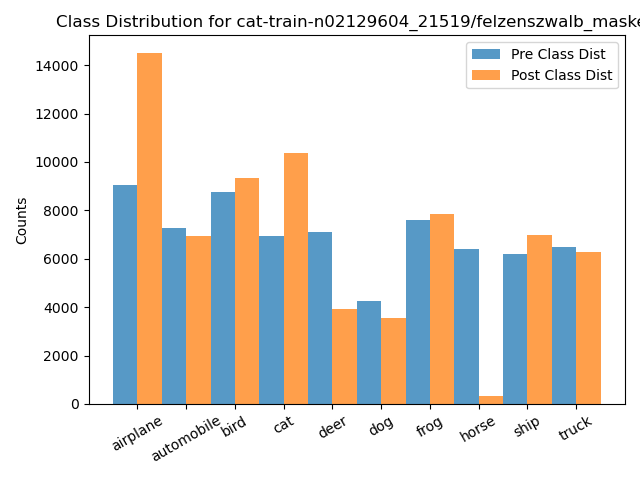 Class Distribution for cat-train-n02129604_21519/felzenszwalb_maske
Pre Class Dist
Post Class Dist
14000
12000
10000
8000
6000
4000
2000
0
Counts
airplane
automobile
bird
cat
deer
dog
frog
horse
ship
truck